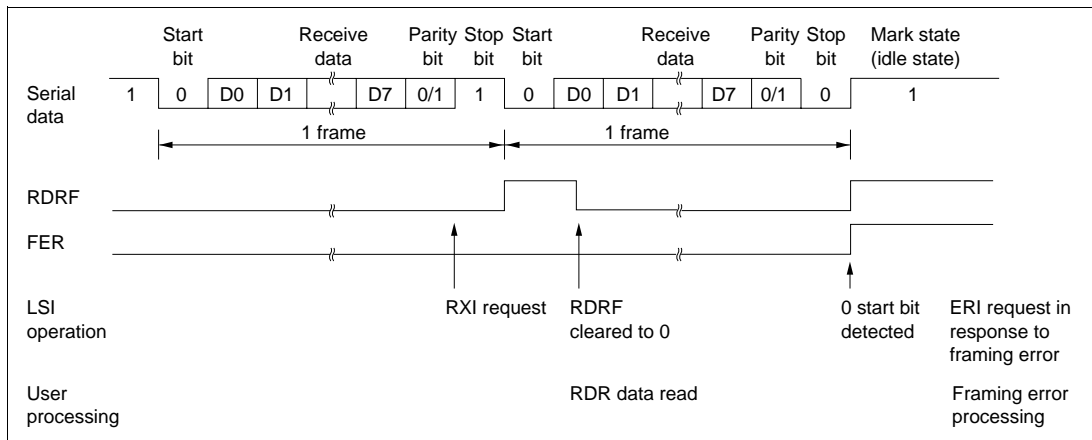 Start bit Receive data Parity bit Stop bit Start bit Receive data Parity bit Stop bit Mark state (idle state)
Serial data 1 0 D0 D1 D7 0/1 1 0 D0 D1 D7 0/1 0 1
1 frame 1 frame
RDRF
FER
LSI operation RXI request RDRF cleared to 0 0 start bit detected ERI request in response to framing error
User processing RDR data read Framing error processing